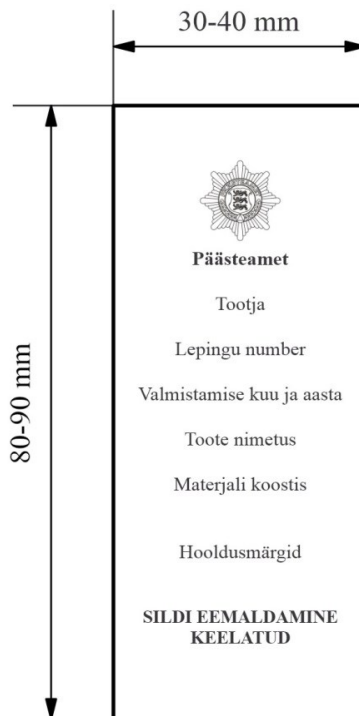 30-40 mm
80-90 mm
Päästeamet
Tootja
Lepingu number
Valmistamise kuu ja aasta
Toote nimetus
Materjali koostis
Hooldusmärgid
SILDI EEMALDAMINE
KEELATUD